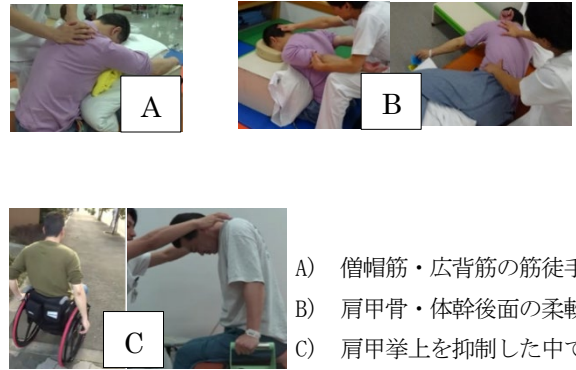 A
B
C
A) 僧帽筋・広背筋の筋徒手
B) 肩甲骨・体幹後面の柔軟
C) 肩甲挙上を抑制した中で